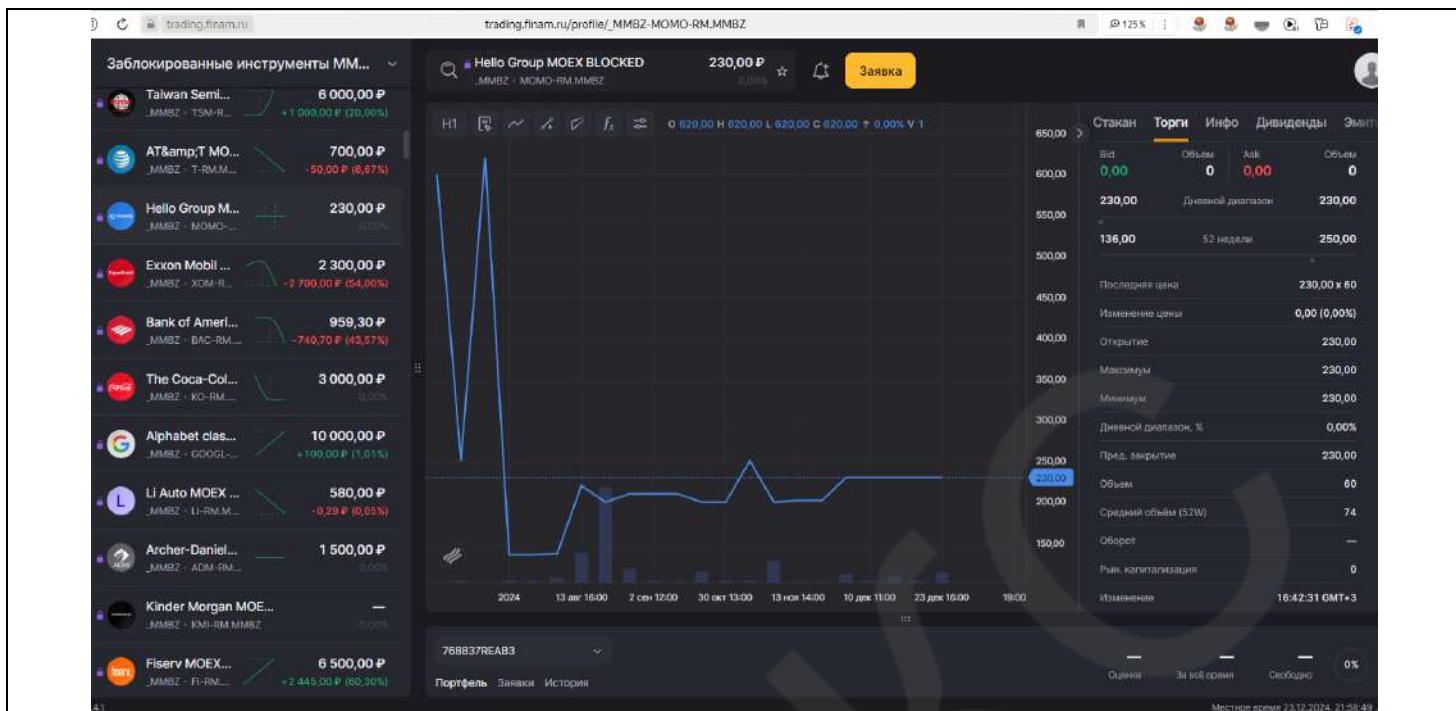 trading.finam.ru
trading.finam.ru/profile/_MMBZ-MOMO-RM.MMBZ
125 %
Заблокированные инструменты MM...
Taiwan Semi...
6 000,00 ₽
_MMBZ · TSM-R...
+1 000,00 ₽ (20,00%)
AT&amp;T MO...
700,00 ₽
_MMBZ · T-RM.M...
-50,00 ₽ (6,67%)
Hello Group M...
230,00 ₽
_MMBZ · MOMO-...
0,00%
Exxon Mobil ...
2 300,00 ₽
_MMBZ · XOM-R...
-2 700,00 ₽ (54,00%)
Bank of Ameri...
959,30 ₽
_MMBZ · BAC-RM....
-740,70 ₽ (43,57%)
The Coca-Col...
3 000,00 ₽
_MMBZ · KO-RM....
0,00%
Alphabet clas...
10 000,00 ₽
_MMBZ · GOOGL-...
+100,00 ₽ (1,01%)
L
Li Auto MOEX ...
580,00 ₽
_MMBZ · LI-RM.M...
-0,29 ₽ (0,05%)
Archer-Daniel...
1 500,00 ₽
_MMBZ · ADM-RM...
0,00%
Kinder Morgan MOE...
—
_MMBZ · KMI-RM.MMBZ
0,00%
Fiserv MOEX...
6 500,00 ₽
_MMBZ · FI-RM....
+2 445,00 ₽ (60,30%)
Hello Group MOEX BLOCKED
230,00 ₽
_MMBZ · MOMO-RM.MMBZ
0,00%
Заявка
H1
O 620,00 H 620,00 L 620,00 C 620,00 0,00% V 1
650,00
600,00
550,00
500,00
450,00
400,00
350,00
300,00
250,00
230,00
200,00
150,00
2024
13 авг 16:00
2 сен 12:00
30 окт 13:00
13 ноя 14:00
10 дек 11:00
23 дек 16:00
19:00
Стакан Торги Инфо Дивиденды Эмит
Bid Объем Ask Объем
0,00 0 0,00 0
230,00 Дневной диапазон 230,00
136,00 52 недели 250,00
Последняя цена 230,00 x 60
Изменение цены 0,00 (0,00%)
Открытие 230,00
Максимум 230,00
Минимум 230,00
Дневной диапазон, % 0,00%
Пред. закрытие 230,00
Объем 60
Средний объём (52W) 74
Оборот —
Рын. капитализация 0
Изменение 16:42:31 GMT+3
768837REAB3
Портфель Заявки История
— — —
Оценка За всё время Свободно
0%
Местное время 23.12.2024, 21:56:49